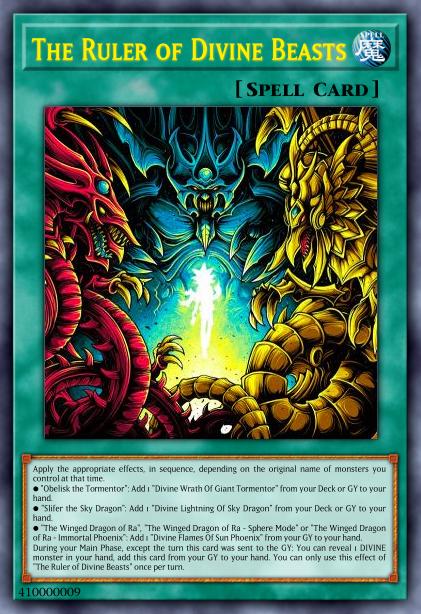 The Ruler of Divine Beasts
SPELL
魔
[ Spell Card ]
Apply the appropriate effects, in sequence, depending on the original name of monsters you
control at that time.
● "Obelisk the Tormentor": Add 1 "Divine Wrath Of Giant Tormentor" from your Deck or GY to your
hand.
● "Slifer the Sky Dragon": Add 1 "Divine Lightning Of Sky Dragon" from your Deck or GY to your
hand.
● "The Winged Dragon of Ra", "The Winged Dragon of Ra - Sphere Mode" or "The Winged Dragon
of Ra - Immortal Phoenix": Add 1 "Divine Flames Of Sun Phoenix" from your GY to your hand.
During your Main Phase, except the turn this card was sent to the GY: You can reveal 1 DIVINE
monster in your hand, add this card from your GY to your hand. You can only use this effect of
"The Ruler of Divine Beasts" once per turn.
410000009